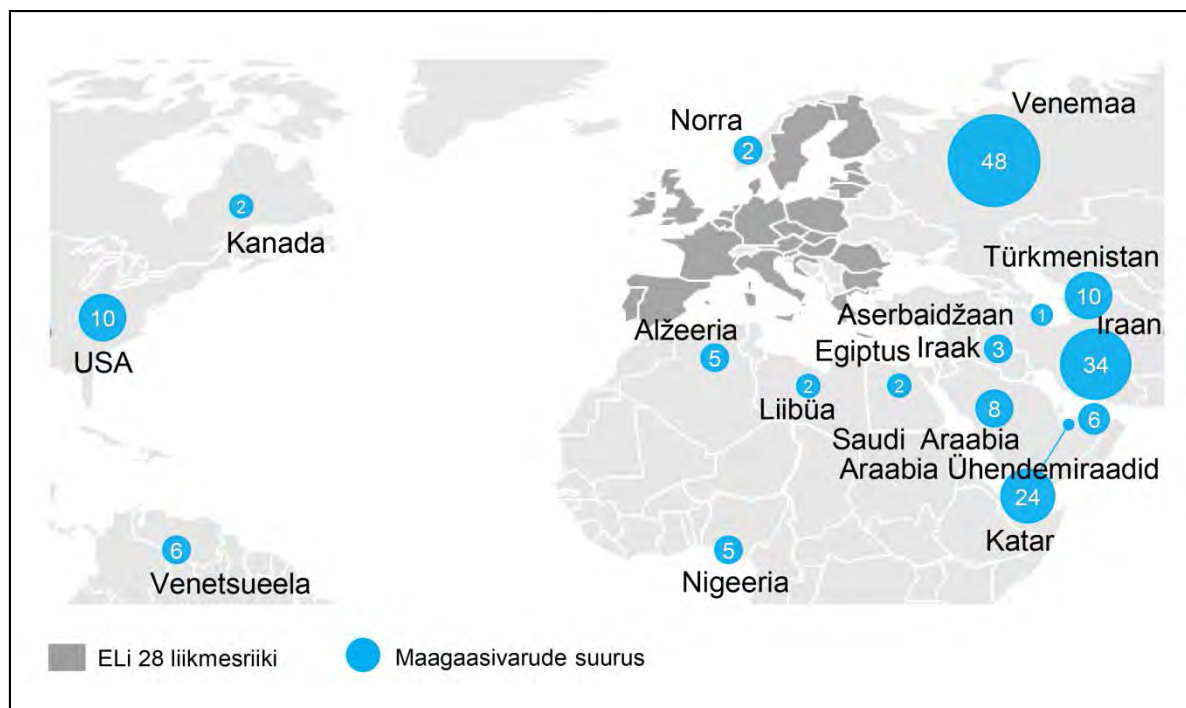 Norra
2
Venemaa
48
2
Kanada
10
USA
Türkmenistan
10
Aserbaidžaan
1
Iraan
34
Alžeeria
5
Egiptus
2
Iraak
3
Liibüa
2
8
Saudi Araabia
6
Araabia Ühendemiraadid
24
Katar
6
Venetsueela
5
Nigeeria
ELi 28 liikmesriiki
Maagaasivarude suurus